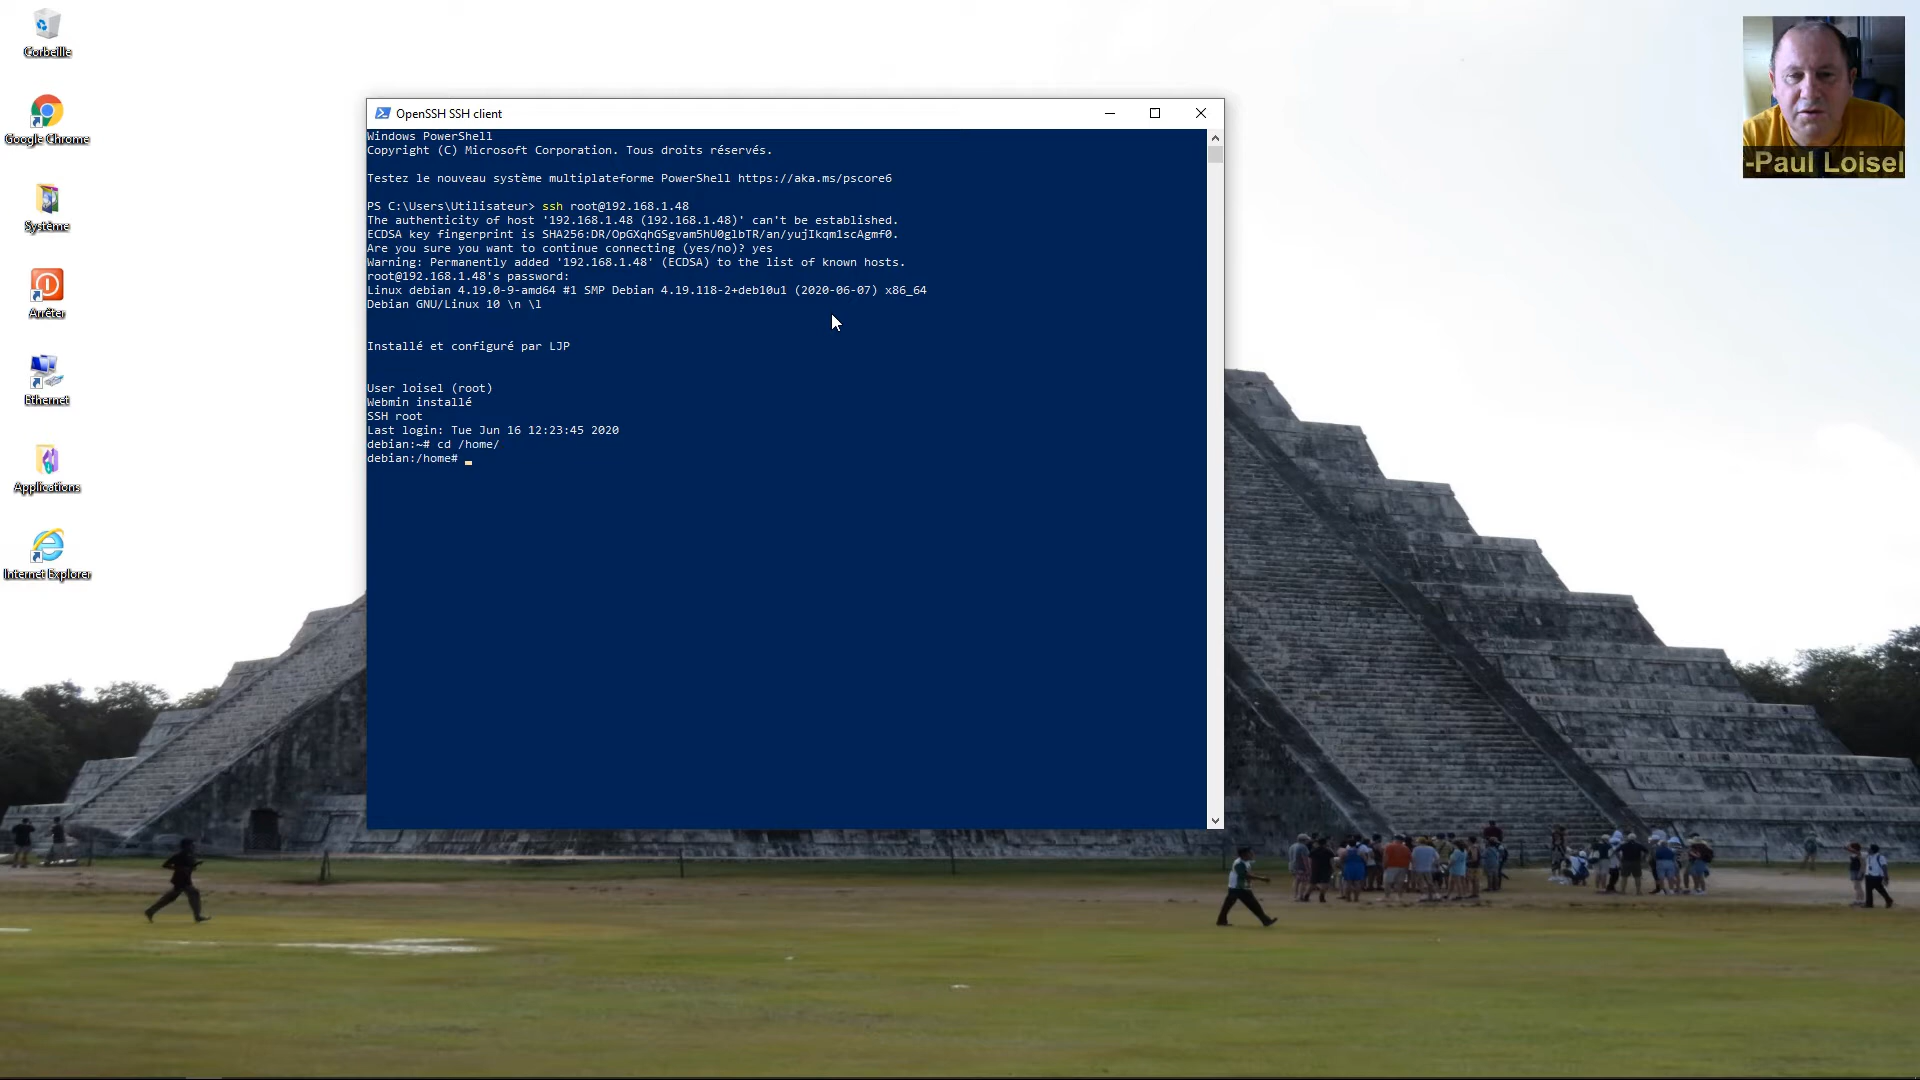 Corbeille
Google Chrome
Système
Arrêter
Ethernet
Applications
Internet Explorer
OpenSSH SSH client
Windows PowerShell
Copyright (C) Microsoft Corporation. Tous droits réservés.
Testez le nouveau système multiplateforme PowerShell https://aka.ms/pscore6
PS C:\Users\Utilisateur> ssh root@192.168.1.48
The authenticity of host '192.168.1.48 (192.168.1.48)' can't be established.
ECDSA key fingerprint is SHA256:DR/OpGXqhGSgvam5hU0glbTR/an/yujIkqm1scAgmf0.
Are you sure you want to continue connecting (yes/no)? yes
Warning: Permanently added '192.168.1.48' (ECDSA) to the list of known hosts.
root@192.168.1.48's password:
Linux debian 4.19.0-9-amd64 #1 SMP Debian 4.19.118-2+deb10u1 (2020-06-07) x86_64
Debian GNU/Linux 10 \n \l
Installé et configuré par LJP
User loisel (root)
Webmin installé
SSH root
Last login: Tue Jun 16 12:23:45 2020
debian:~# cd /home/
debian:/home#
-Paul Loisel